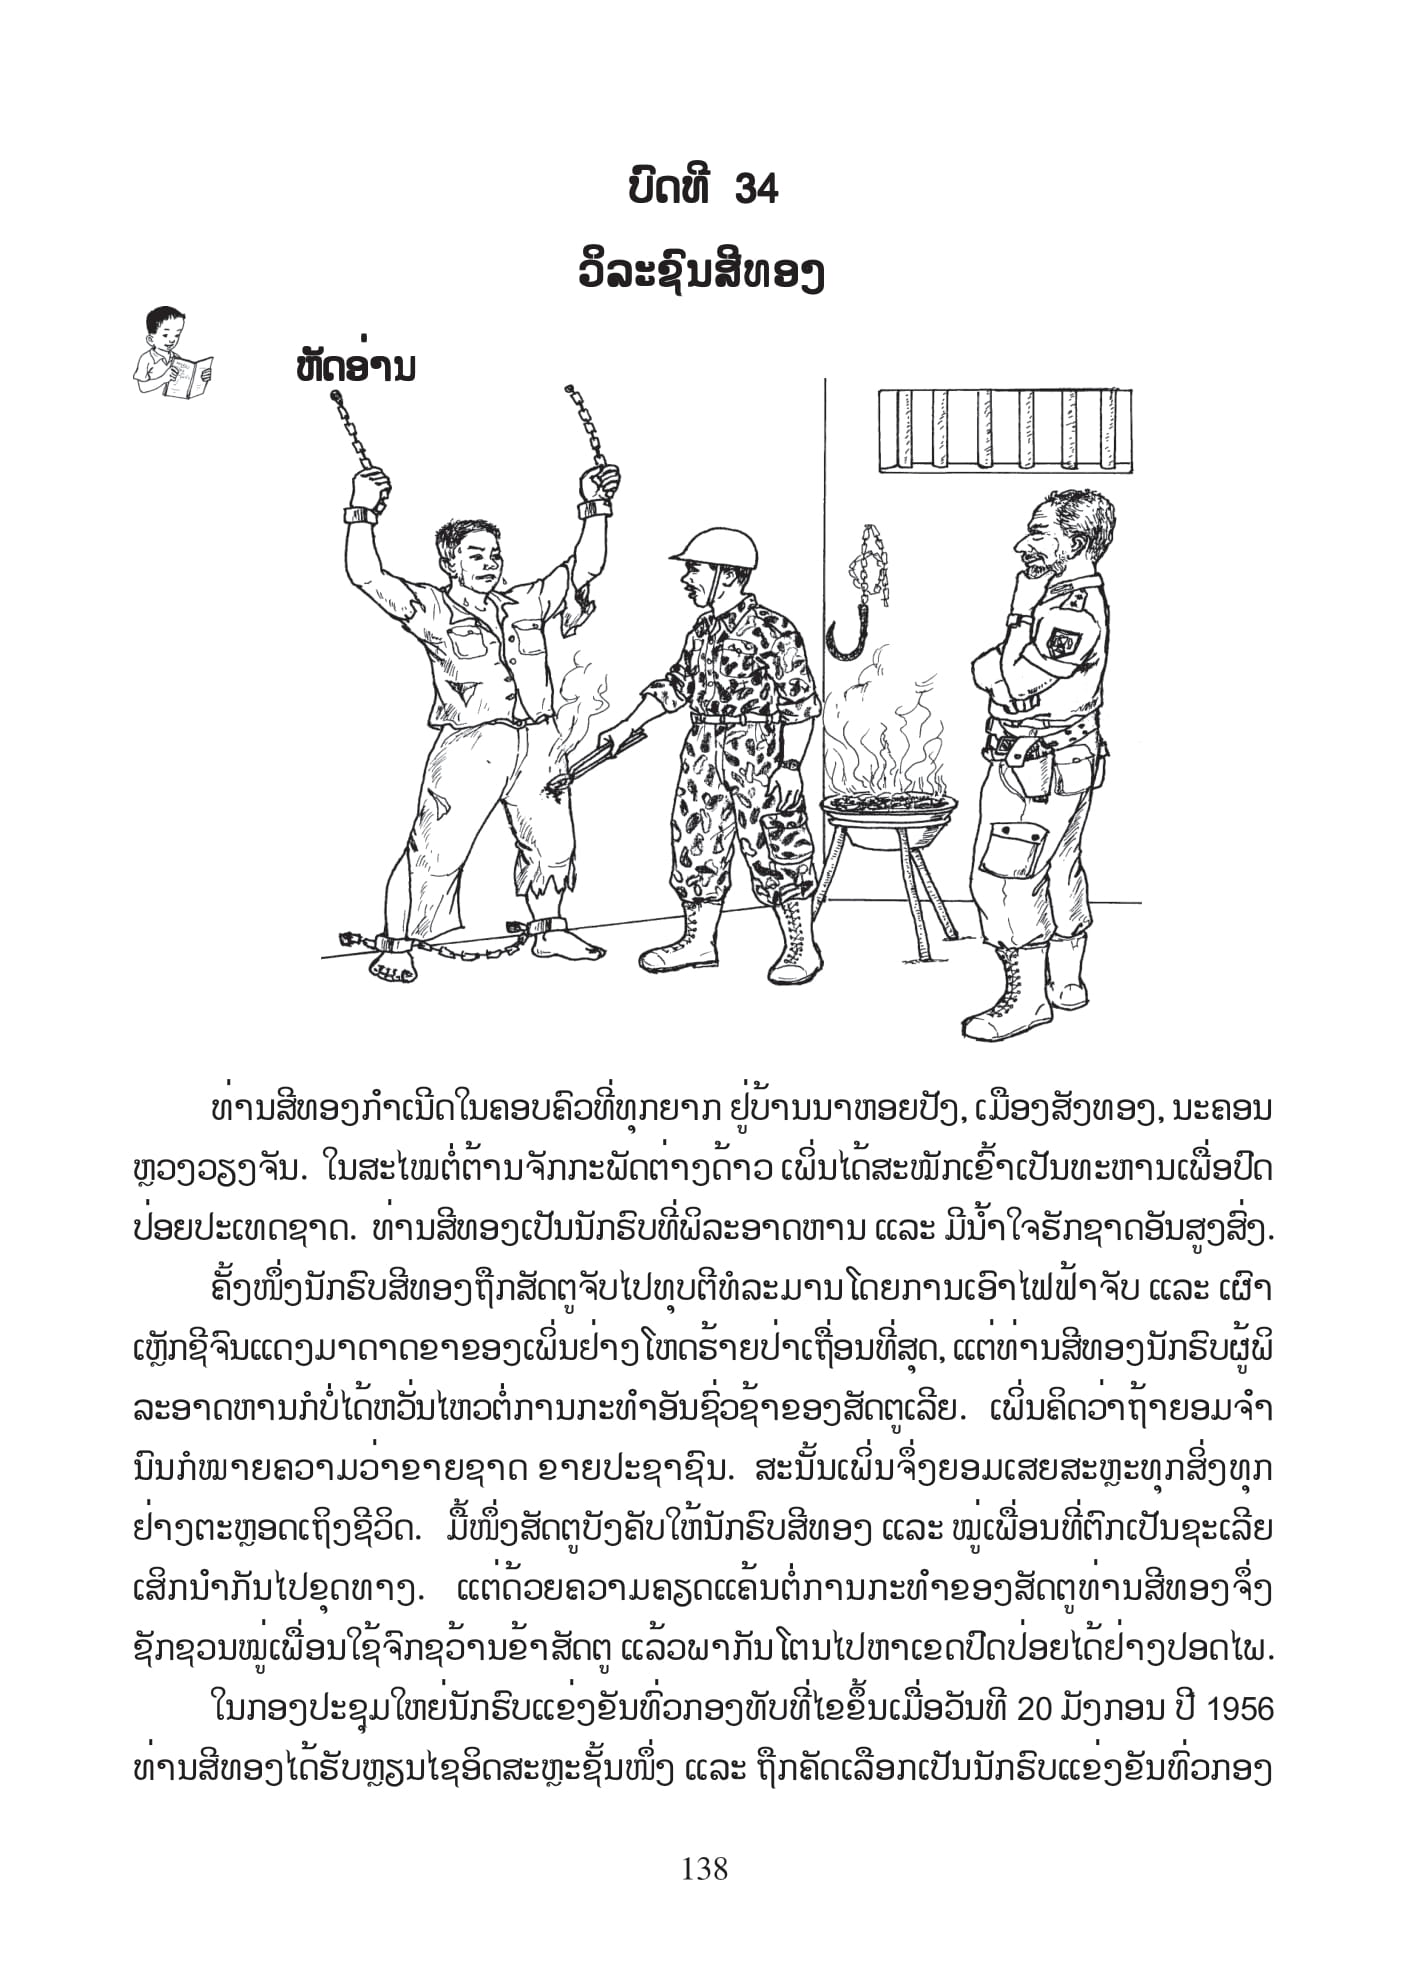 ບົດທີ 34
ວິລະຊົນສີທອງ
ຫັດອ່ານ
ທ່ານສີທອງກຳເນີດໃນຄອບຄົວທີ່ທຸກຍາກ ຢູ່ບ້ານນາຫອຍປັງ, ເມືອງສັງທອງ, ນະຄອນ
ຫຼວງວຽງຈັນ. ໃນສະໄໝຕໍ່ຕ້ານຈັກກະພັດຕ່າງດ້າວ ເພິ່ນໄດ້ສະໝັກເຂົ້າເປັນທະຫານເພື່ອປົດ
ປ່ອຍປະເທດຊາດ. ທ່ານສີທອງເປັນນັກຮົບທີ່ພິລະອາດຫານ ແລະ ມີນ້ຳໃຈຮັກຊາດອັນສູງສົ່ງ.
ຄັ້ງໜຶ່ງນັກຮົບສີທອງຖືກສັດຕູຈັບໄປທຸບຕີທໍລະມານໂດຍການເອົາໄຟຟ້າຈັບ ແລະ ເຜົາ
ເຫຼັກຊີຈົນແດງມາດາດຂາຂອງເພິ່ນຢ່າງໂຫດຮ້າຍປ່າເຖື່ອນທີ່ສຸດ, ແຕ່ທ່ານສີທອງນັກຮົບຜູ້ພິ
ລະອາດຫານກໍບໍ່ໄດ້ຫວັ່ນໄຫວຕໍ່ການກະທຳອັນຊົ່ວຊ້າຂອງສັດຕູເລີຍ. ເພິ່ນຄິດວ່າຖ້າຍອມຈຳ
ນົນກໍໝາຍຄວາມວ່າຂາຍຊາດ ຂາຍປະຊາຊົນ. ສະນັ້ນເພິ່ນຈຶ່ງຍອມເສຍສະຫຼະທຸກສິ່ງທຸກ
ຢ່າງຕະຫຼອດເຖິງຊີວິດ. ມື້ໜຶ່ງສັດຕູບັງຄັບໃຫ້ນັກຮົບສີທອງ ແລະ ໝູ່ເພື່ອນທີ່ຕົກເປັນຊະເລີຍ
ເສິກນຳກັນໄປຂຸດທາງ. ແຕ່ດ້ວຍຄວາມຄຽດແຄ້ນຕໍ່ການກະທຳຂອງສັດຕູທ່ານສີທອງຈຶ່ງ
ຊັກຊວນໝູ່ເພື່ອນໃຊ້ຈົກຊວ້ານຂ້າສັດຕູ ແລ້ວພາກັນໂຕນໄປຫາເຂດປົດປ່ອຍໄດ້ຢ່າງປອດໄພ.
ໃນກອງປະຊຸມໃຫຍ່ນັກຮົບແຂ່ງຂັນທົ່ວກອງທັບທີ່ໄຂຂຶ້ນເມື່ອວັນທີ 20 ມັງກອນ ປີ 1956
ທ່ານສີທອງໄດ້ຮັບຫຼຽນໄຊອິດສະຫຼະຊັ້ນໜຶ່ງ ແລະ ຖືກຄັດເລືອກເປັນນັກຮົບແຂ່ງຂັນທົ່ວກອງ
138